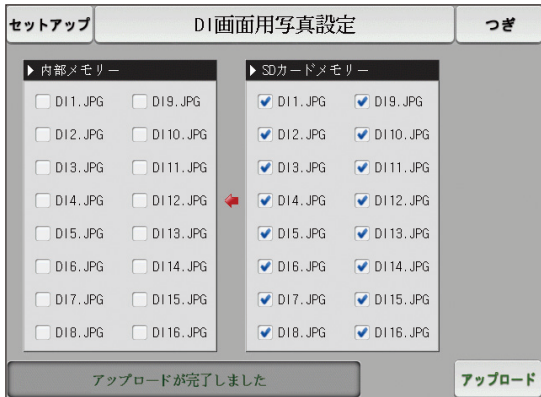 セットアップ DI画面用写真設定 つぎ
▶ 内部メモリー ▶ SDカードメモリー
DI1.JPG DI9.JPG DI1.JPG DI9.JPG
DI2.JPG DI10.JPG DI2.JPG DI10.JPG
DI3.JPG DI11.JPG DI3.JPG DI11.JPG
DI4.JPG DI12.JPG DI4.JPG DI12.JPG
DI5.JPG DI13.JPG DI5.JPG DI13.JPG
DI6.JPG DI14.JPG DI6.JPG DI14.JPG
DI7.JPG DI15.JPG DI7.JPG DI15.JPG
DI8.JPG DI16.JPG DI8.JPG DI16.JPG
アップロードが完了しました アップロード